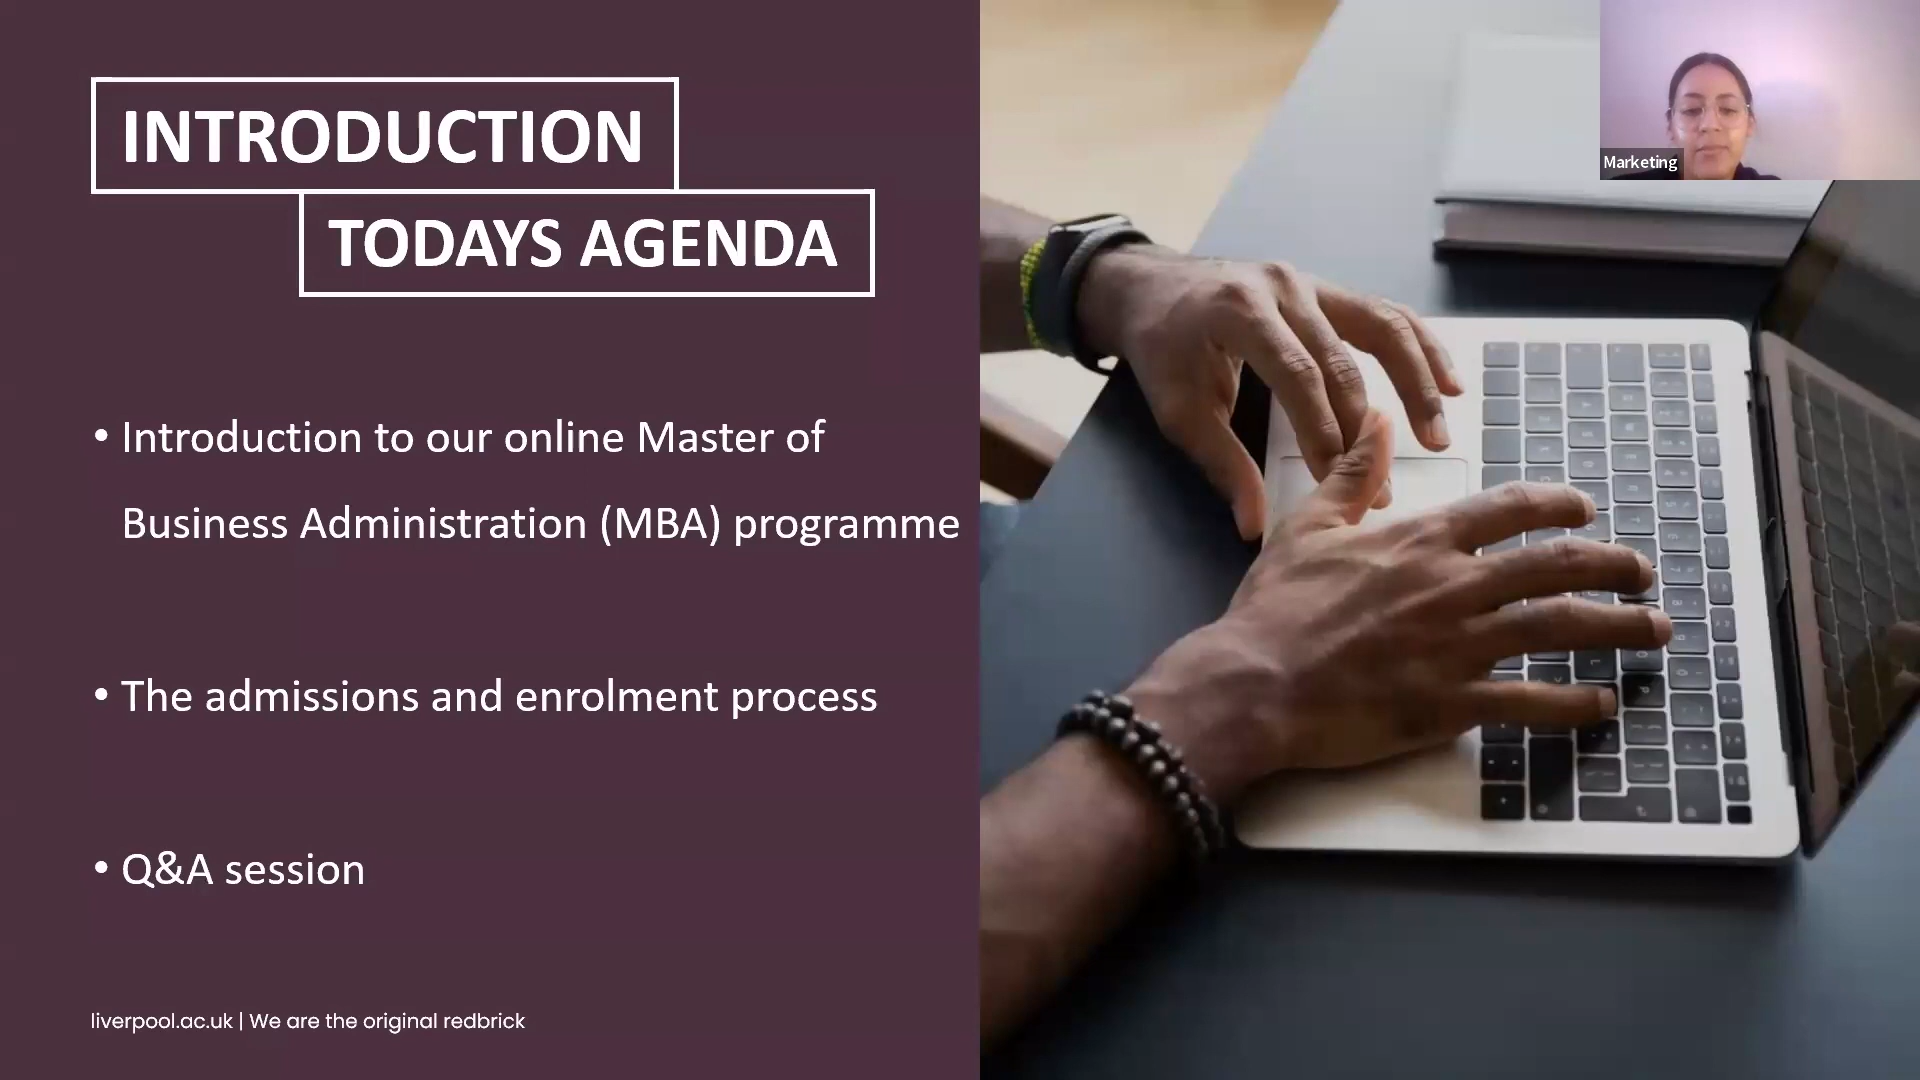 INTRODUCTION
TODAYS AGENDA
• Introduction to our online Master of
Business Administration (MBA) programme
• The admissions and enrolment process
• Q&A session
liverpool.ac.uk | We are the original redbrick
Marketing